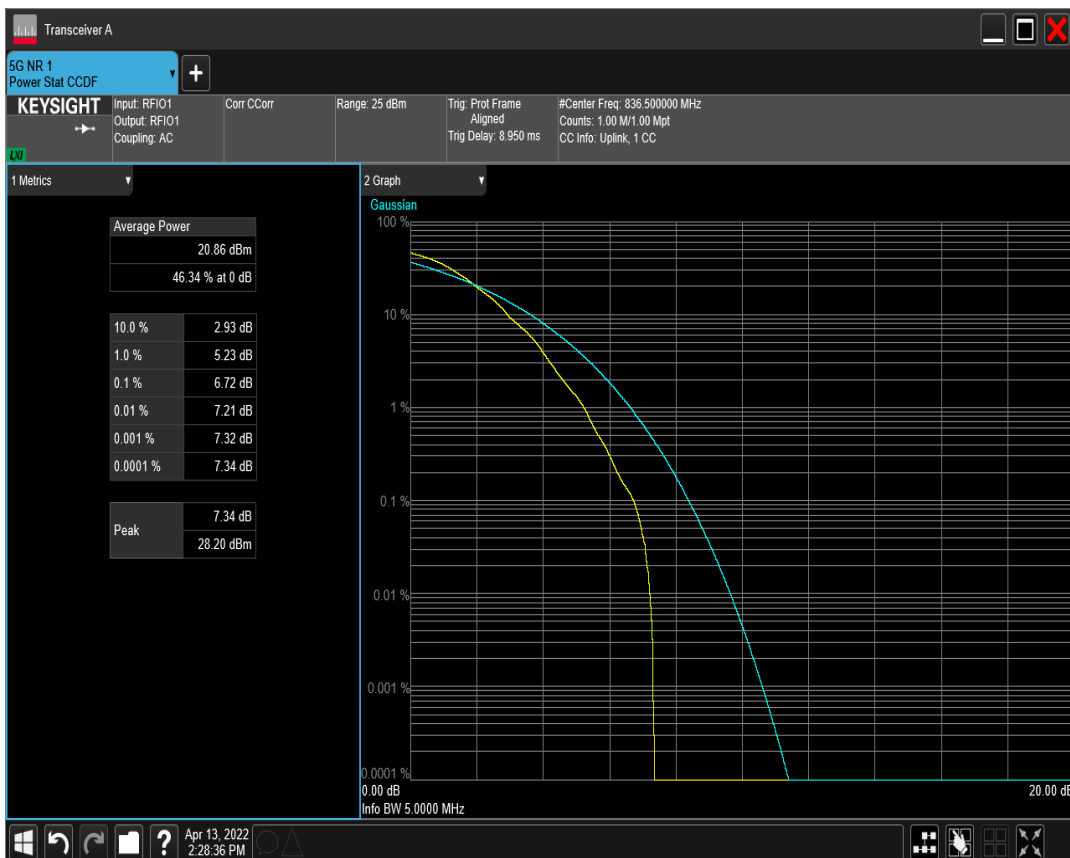 Transceiver A
5G NR 1
Power Stat CCDF
KEYSIGHT
LXI
Input: RFIO1
Output: RFIO1
Coupling: AC
Corr CCorr
Range: 25 dBm
Trig: Prot Frame
Aligned
Trig Delay: 8.950 ms
#Center Freq: 836.500000 MHz
Counts: 1.00 M/1.00 Mpt
CC Info: Uplink, 1 CC
1 Metrics
Average Power
20.86 dBm
46.34 % at 0 dB
10.0 % 2.93 dB
1.0 % 5.23 dB
0.1 % 6.72 dB
0.01 % 7.21 dB
0.001 % 7.32 dB
0.0001 % 7.34 dB
Peak
7.34 dB
28.20 dBm
2 Graph
Gaussian
100 %
10 %
1 %
0.1 %
0.01 %
0.001 %
0.0001 %
0.00 dB 20.00 dB
Info BW 5.0000 MHz
?
Apr 13, 2022
2:28:36 PM